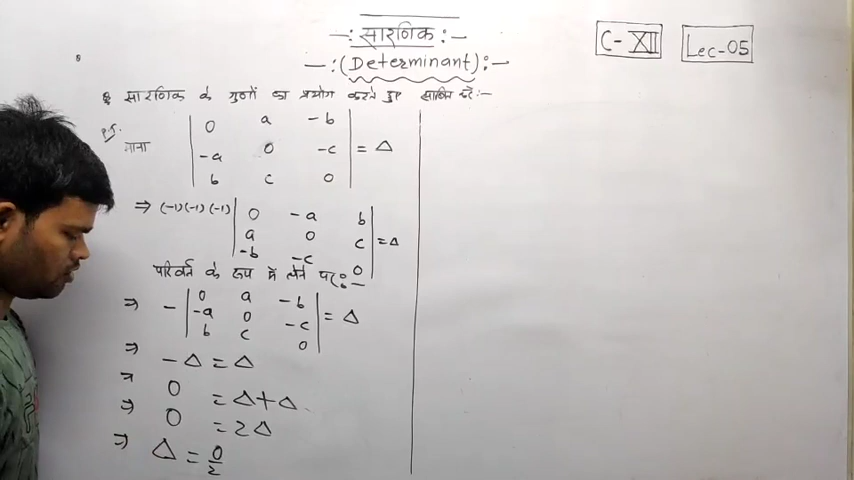 —: सारणिक :—
C - XII
Lec-05
—:(Determinant):—
सारणिक के गुणों का प्रयोग करते हुए साबित करें:-
माना | 0 a -b | = Δ
| -a 0 -c |
| b c 0 |
⇒ (-1)(-1)(-1) | 0 -a b | = Δ
| a 0 c |
| -b -c 0 |
परिवर्त के रूप में लेने पर
⇒ - | 0 a -b | = Δ
| -a 0 -c |
| b c 0 |
⇒ -Δ = Δ
⇒ 0 = Δ + Δ
⇒ 0 = 2Δ
⇒ Δ = 0/2